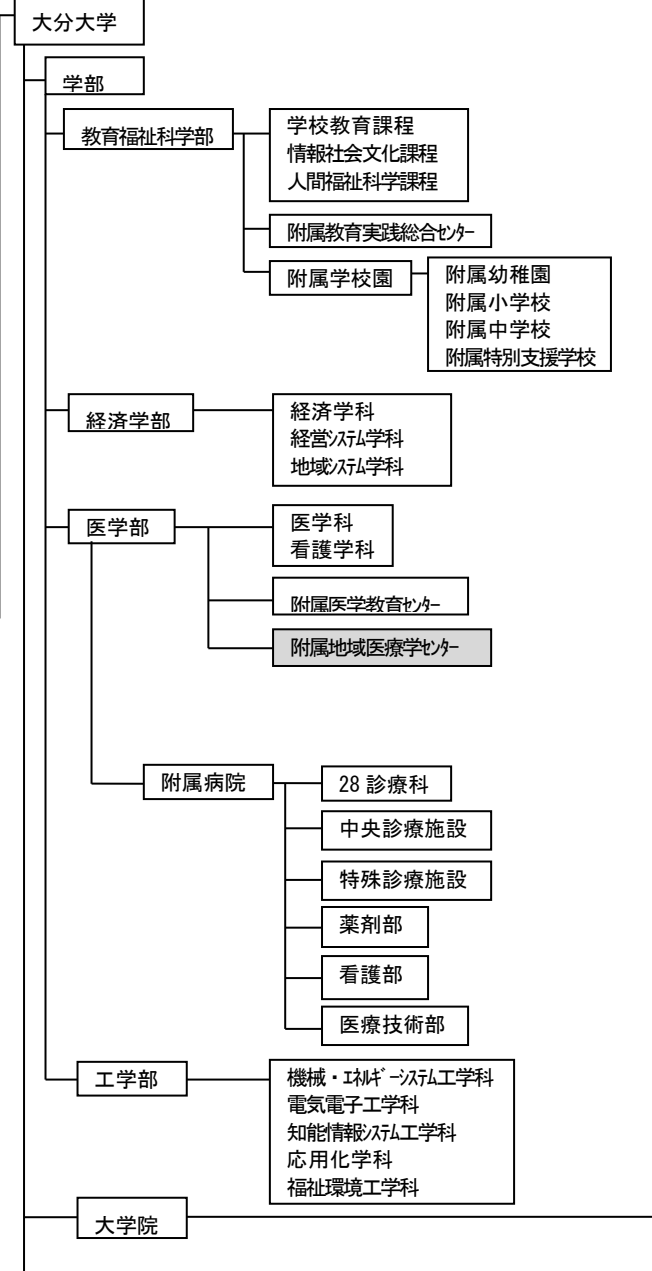 大分大学
学部
教育福祉科学部
学校教育課程
情報社会文化課程
人間福祉科学課程
附属教育実践総合ｾﾝﾀｰ
附属学校園
附属幼稚園
附属小学校
附属中学校
附属特別支援学校
経済学部
経済学科
経営ｼｽﾃﾑ学科
地域ｼｽﾃﾑ学科
医学部
医学科
看護学科
附属医学教育ｾﾝﾀｰ
附属地域医療学ｾﾝﾀｰ
附属病院
28 診療科
中央診療施設
特殊診療施設
薬剤部
看護部
医療技術部
工学部
機械・ｴﾈﾙｷﾞｰｼｽﾃﾑ工学科
電気電子工学科
知能情報ｼｽﾃﾑ工学科
応用化学科
福祉環境工学科
大学院